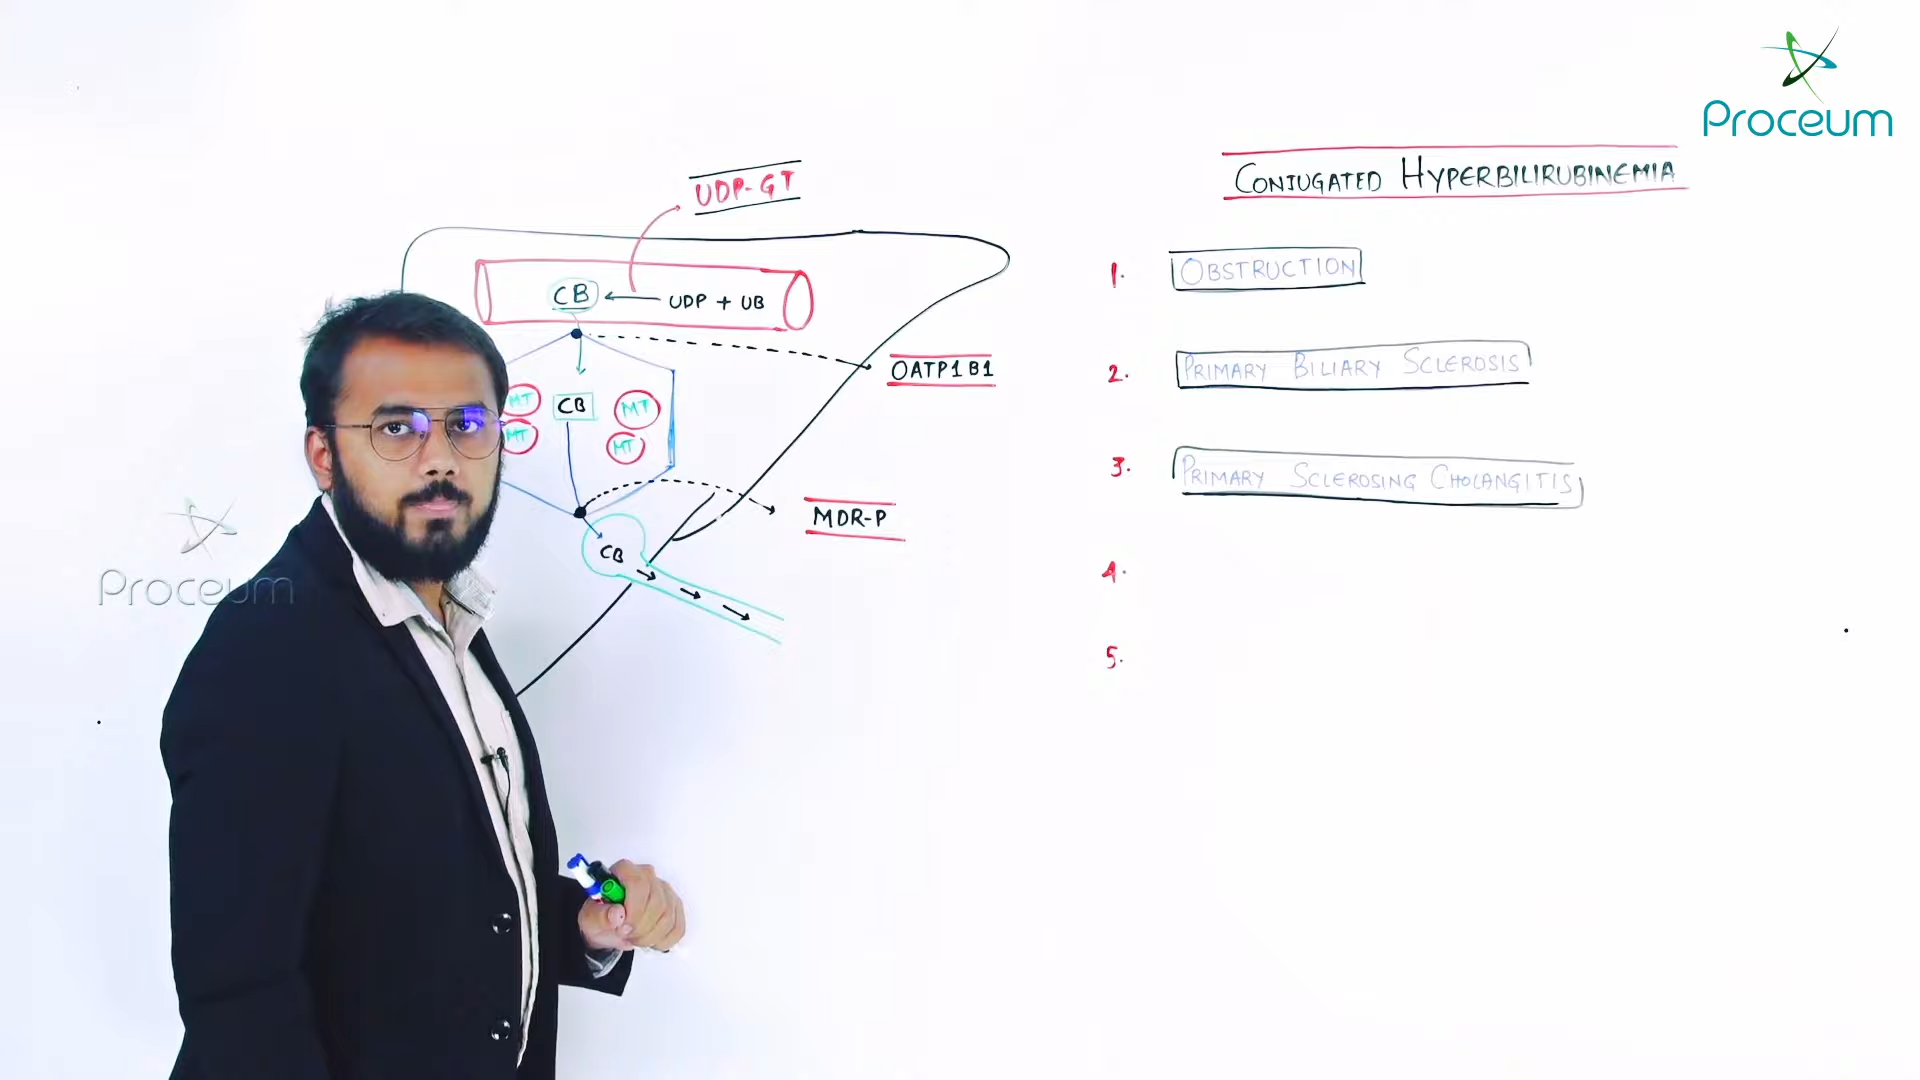 Proceum
CONJUGATED HYPERBILIRUBINEMIA
UDP-GT
CB UDP + UB
OATP1B1
MT CB MT
MT MT
MDR-P
CB
1. OBSTRUCTION
2. PRIMARY BILIARY SCLEROSIS
3. PRIMARY SCLEROSING CHOLANGITIS
4.
5.
Proceum